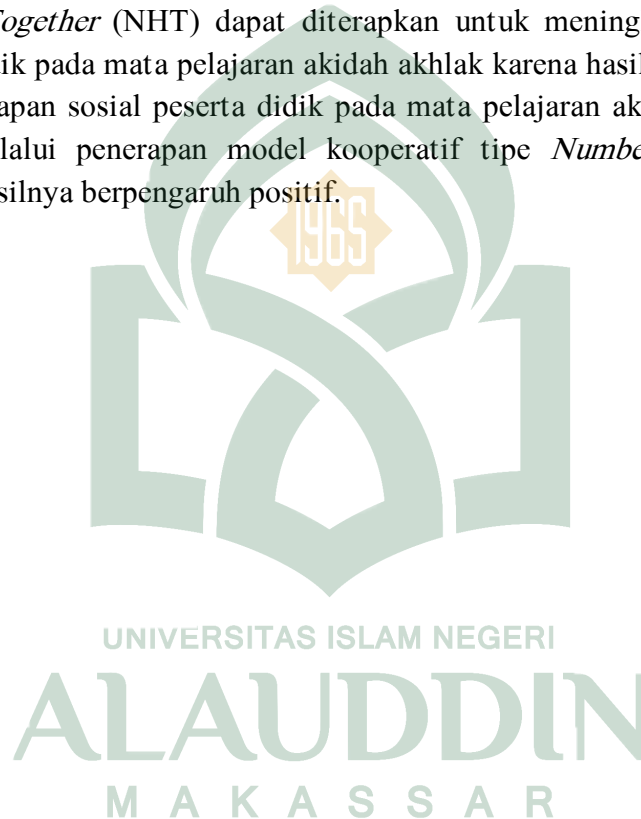 Together (NHT) dapat diterapkan untuk mening
dik pada mata pelajaran akidah akhlak karena hasil
apan sosial peserta didik pada mata pelajaran ak
lalui penerapan model kooperatif tipe Numbe
silnya berpengaruh positif.
1965
UNIVERSITAS ISLAM NEGERI
ALAUDDIN
MAKASSAR